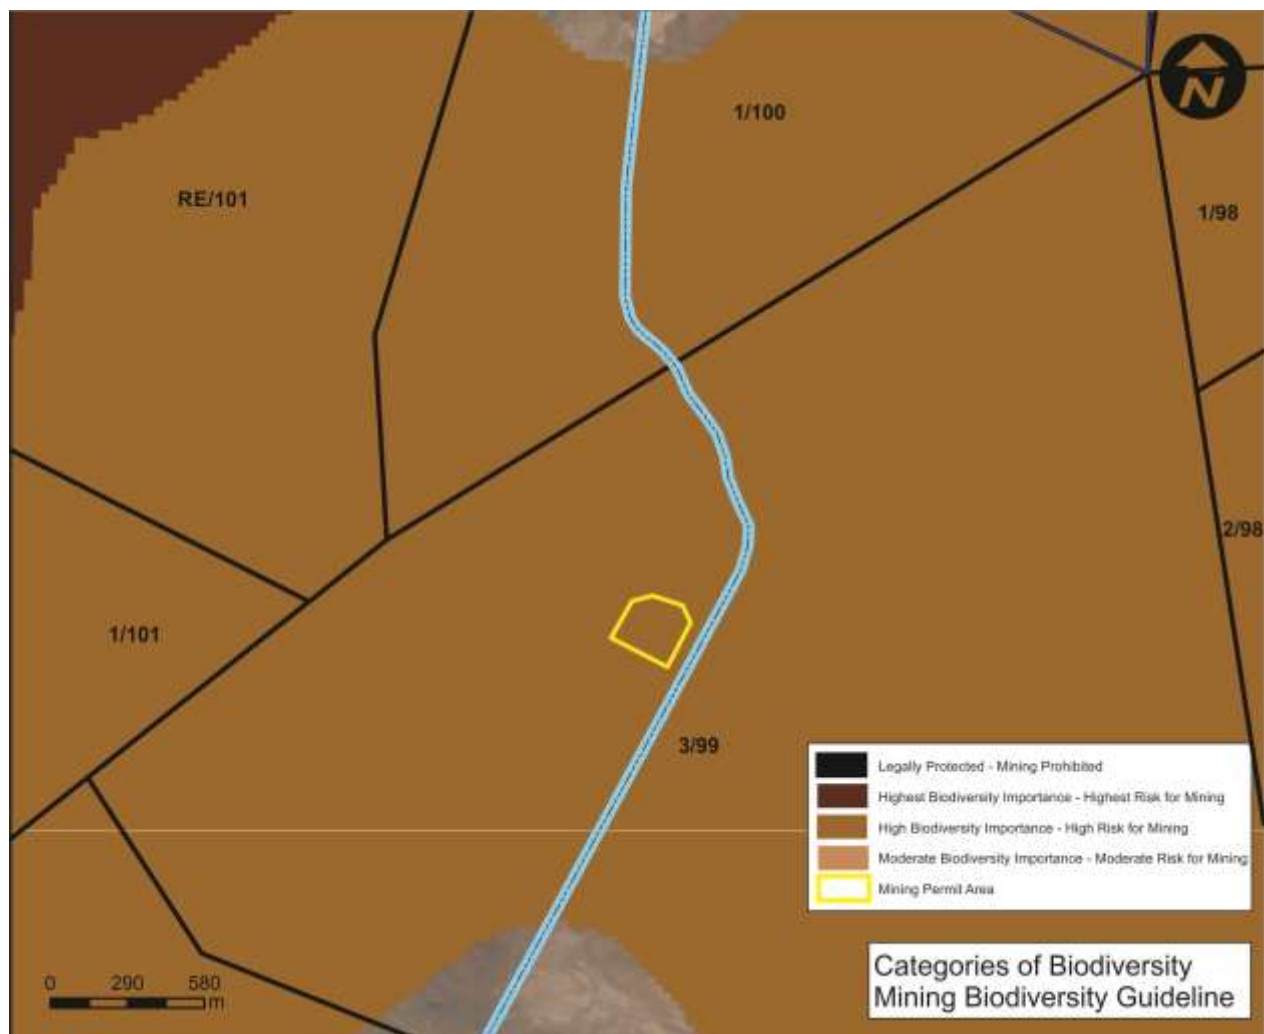 N
1/100
RE/101
1/98
2/98
1/101
3/99
Legally Protected - Mining Prohibited
Highest Biodiversity Importance - Highest Risk for Mining
High Biodiversity Importance - High Risk for Mining
Moderate Biodiversity Importance - Moderate Risk for Mining
Mining Permit Area
0 290 580
m
Categories of Biodiversity
Mining Biodiversity Guideline